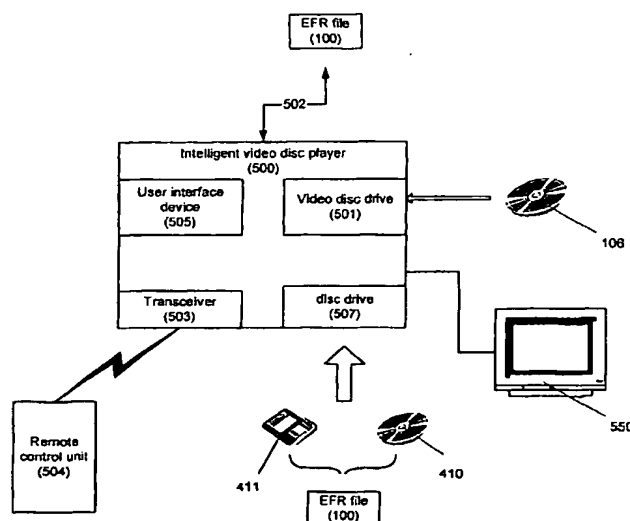 EFR file
(100)
502
Intelligent video disc player
(500)
User interface
device
(505)
Video disc drive
(501)
106
Transceiver
(503)
disc drive
(507)
550
Remote
control unit
(504)
411
410
EFR file
(100)